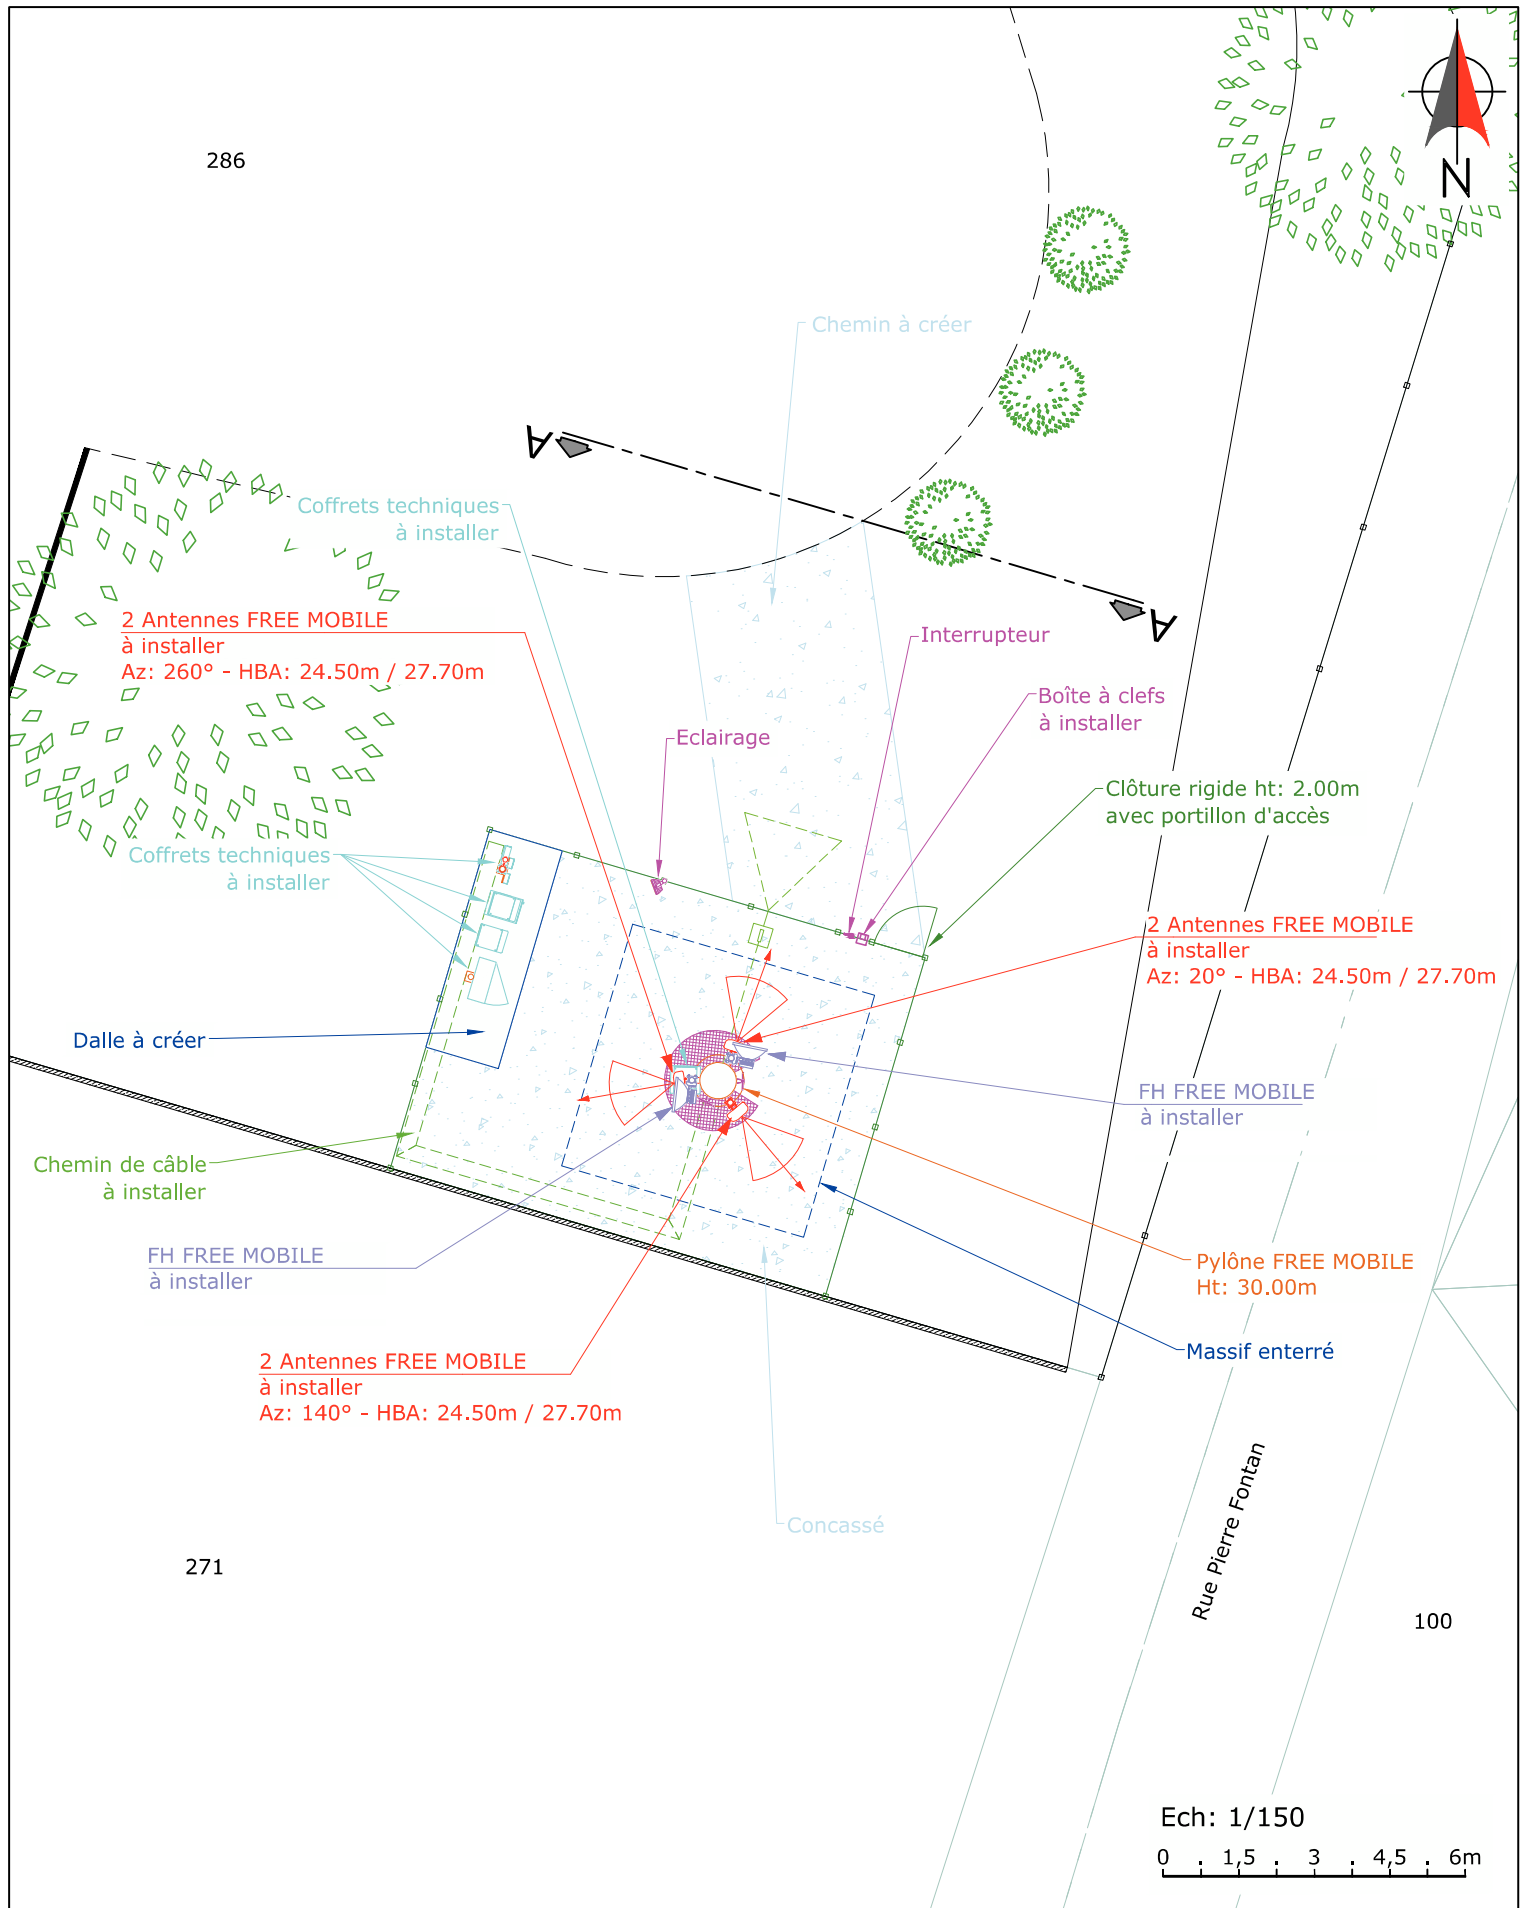 N
286
Chemin à créer
A
A
Coffrets techniques
à installer
2 Antennes FREE MOBILE
à installer
Az: 260° - HBA: 24.50m / 27.70m
Interrupteur
Boîte à clefs
à installer
Eclairage
Clôture rigide ht: 2.00m
avec portillon d'accès
Coffrets techniques
à installer
2 Antennes FREE MOBILE
à installer
Az: 20° - HBA: 24.50m / 27.70m
Dalle à créer
FH FREE MOBILE
à installer
Chemin de câble
à installer
FH FREE MOBILE
à installer
Pylône FREE MOBILE
Ht: 30.00m
Massif enterré
2 Antennes FREE MOBILE
à installer
Az: 140° - HBA: 24.50m / 27.70m
Concassé
Rue Pierre Fontan
271
100
Ech: 1/150
0 1,5 3 4,5 6m